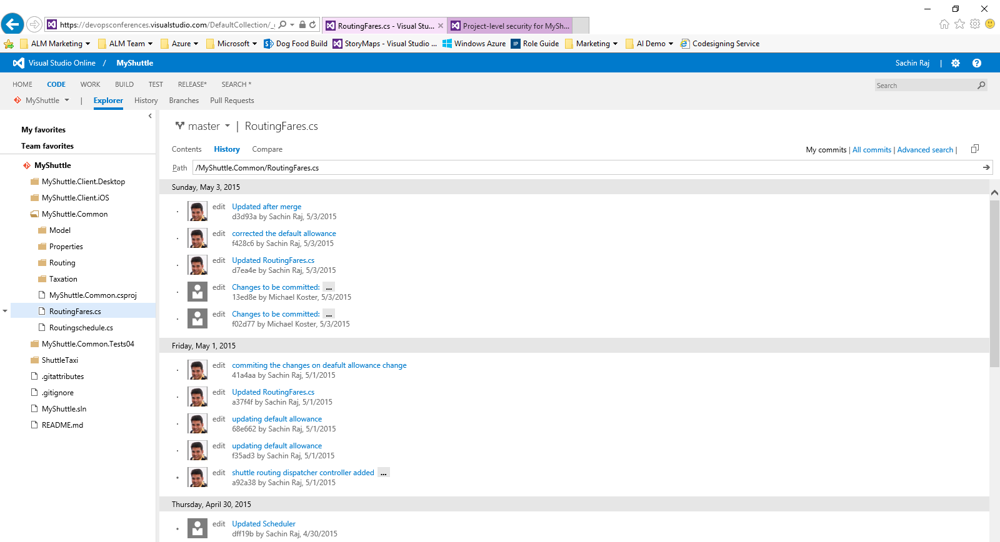 https://devopsconferences.visualstudio.com/DefaultCollection/_
RoutingFares.cs - Visual Stu...
Project-level security for MySh...
ALM Marketing
ALM Team
Azure
Microsoft
Dog Food Build
StoryMaps - Visual Studio ...
Windows Azure
IP Role Guide
Marketing
AI Demo
Codesigning Service
Visual Studio Online / MyShuttle
Sachin Raj |
HOME CODE WORK BUILD TEST RELEASE* SEARCH *
Search
MyShuttle | Explorer History Branches Pull Requests
My favorites
Team favorites
MyShuttle
MyShuttle.Client.Desktop
MyShuttle.Client.iOS
MyShuttle.Common
Model
Properties
Routing
Taxation
MyShuttle.Common.csproj
RoutingFares.cs
Routingschedule.cs
MyShuttle.Common.Tests04
ShuttleTaxi
.gitattributes
.gitignore
MyShuttle.sln
README.md
master | RoutingFares.cs
Contents History Compare
My commits | All commits | Advanced search |
Path /MyShuttle.Common/RoutingFares.cs
Sunday, May 3, 2015
edit Updated after merge
d3d93a by Sachin Raj, 5/3/2015
edit corrected the default allowance
f428c6 by Sachin Raj, 5/3/2015
edit Updated RoutingFares.cs
d7ea4e by Sachin Raj, 5/3/2015
edit Changes to be committed: ...
13ed8e by Michael Koster, 5/3/2015
edit Changes to be committed: ...
f02d77 by Michael Koster, 5/3/2015
Friday, May 1, 2015
edit commiting the changes on deafult allowance change
41a4aa by Sachin Raj, 5/1/2015
edit Updated RoutingFares.cs
a37f4f by Sachin Raj, 5/1/2015
edit updating default allowance
68e662 by Sachin Raj, 5/1/2015
edit updating default allowance
f35ad3 by Sachin Raj, 5/1/2015
edit shuttle routing dispatcher controller added ...
a92a38 by Sachin Raj, 5/1/2015
Thursday, April 30, 2015
edit Updated Scheduler
dff19b by Sachin Raj, 4/30/2015